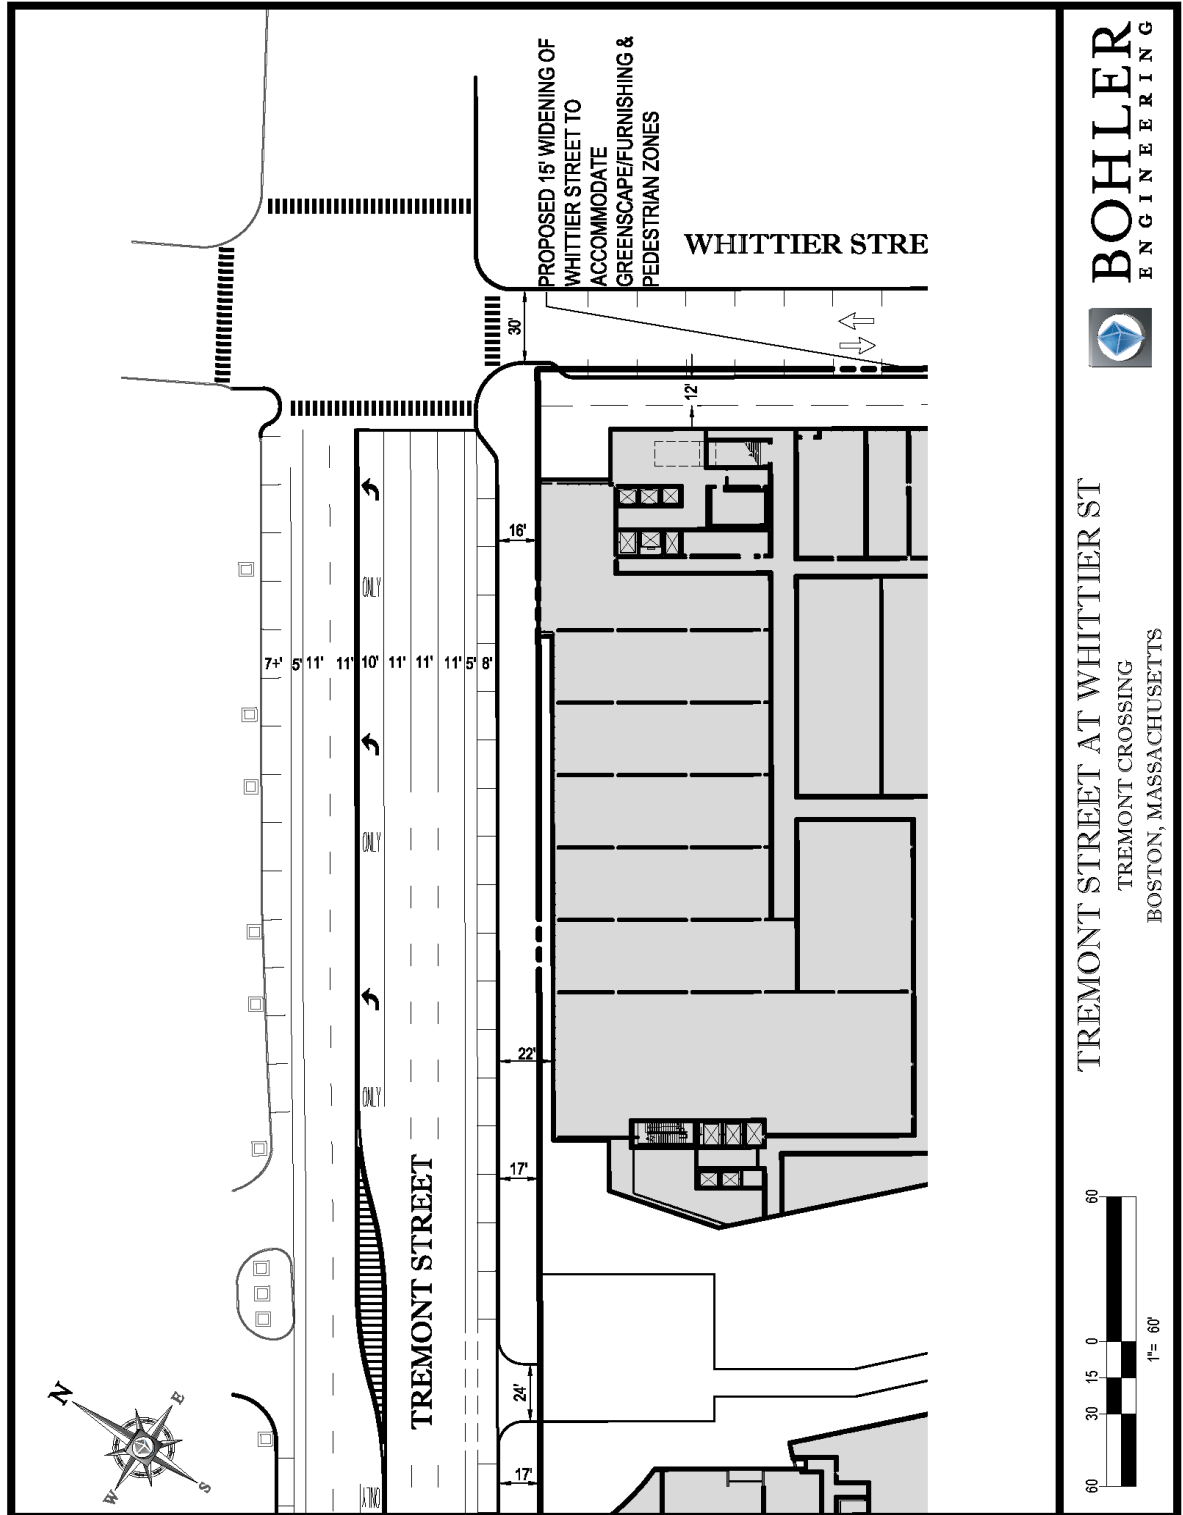 PROPOSED 15' WIDENING OF
WHITTIER STREET TO
ACCOMMODATE
GREENSCAPE/FURNISHING &
PEDESTRIAN ZONES
WHITTIER STRE
30'
12'
16'
ONLY
7+' 5' 11' 11' 10' 11' 11' 11' 5' 8'
ONLY
22'
ONLY
17'
TREMONT STREET
24'
17'
ONLY
N
E
W
S
BOHLER
ENGINEERING
TREMONT STREET AT WHITTIER ST
TREMONT CROSSING
BOSTON, MASSACHUSETTS
60 30 15 0 60
1"= 60'